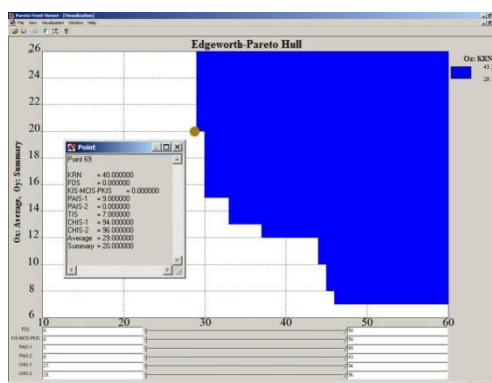 Pareto Front Viewer - [Visualization]
File View Visualization Window Help
Edgeworth-Pareto Hull
Oz: KRN
Ox: Average, Oy: Summary
26
24
22
20
18
16
14
12
10
8
6
10 20 30 40 50 60
Point
Point 69
KRN = 40.000000
FOS = 0.000000
KIS-MCIS-PKIS = 0.000000
PAIS-1 = 9.000000
PAIS-2 = 0.000000
TIS = 7.000000
CHIS-1 = 94.000000
CHIS-2 = 96.000000
Average = 29.000000
Summary = 20.000000
FOS
KIS-MCIS-PKIS
PAIS-1
PAIS-2
CHIS-1
CHIS-2